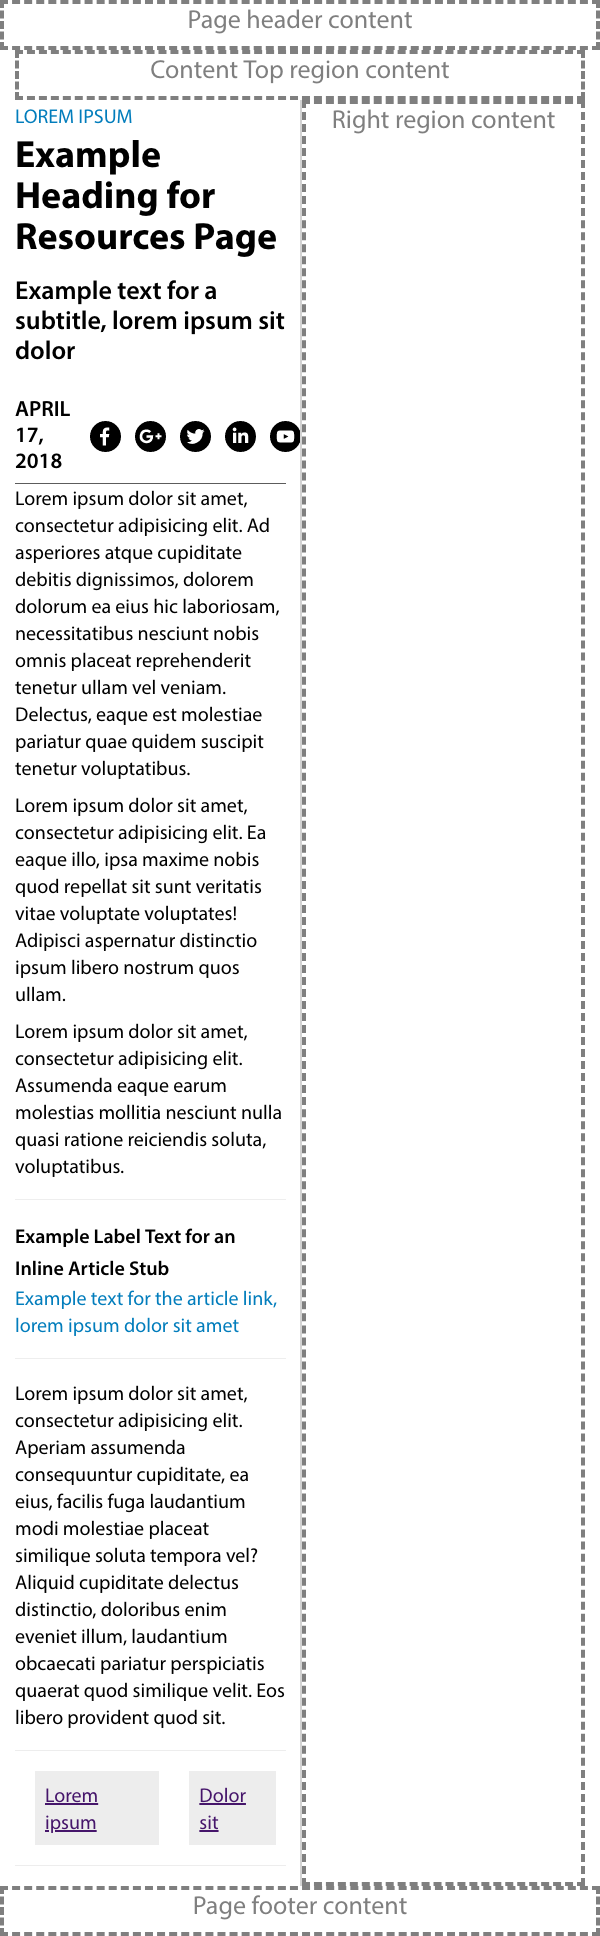 Page header content
Content Top region content
LOREM IPSUM
Example
Heading for
Resources Page
Example text for a
subtitle, lorem ipsum sit
dolor
APRIL
17,
2018
Lorem ipsum dolor sit amet,
consectetur adipisicing elit. Ad
asperiores atque cupiditate
debitis dignissimos, dolorem
dolorum ea eius hic laboriosam,
necessitatibus nesciunt nobis
omnis placeat reprehenderit
tenetur ullam vel veniam.
Delectus, eaque est molestiae
pariatur quae quidem suscipit
tenetur voluptatibus.
Lorem ipsum dolor sit amet,
consectetur adipisicing elit. Ea
eaque illo, ipsa maxime nobis
quod repellat sit sunt veritatis
vitae voluptate voluptates!
Adipisci aspernatur distinctio
ipsum libero nostrum quos
ullam.
Lorem ipsum dolor sit amet,
consectetur adipisicing elit.
Assumenda eaque earum
molestias mollitia nesciunt nulla
quasi ratione reiciendis soluta,
voluptatibus.
Example Label Text for an
Inline Article Stub
Example text for the article link,
lorem ipsum dolor sit amet
Lorem ipsum dolor sit amet,
consectetur adipisicing elit.
Aperiam assumenda
consequuntur cupiditate, ea
eius, facilis fuga laudantium
modi molestiae placeat
similique soluta tempora vel?
Aliquid cupiditate delectus
distinctio, doloribus enim
eveniet illum, laudantium
obcaecati pariatur perspiciatis
quaerat quod similique velit. Eos
libero provident quod sit.
Lorem
ipsum
Dolor
sit
Right region content
Page footer content